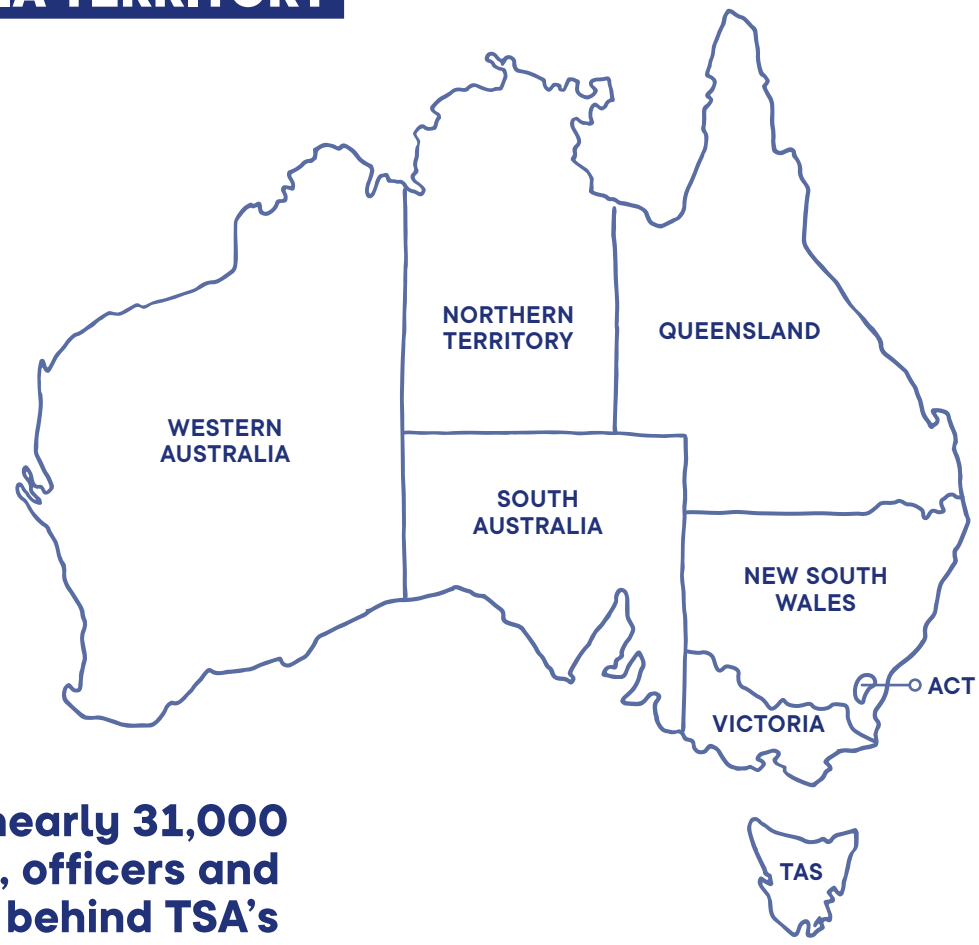 TERRITORY
NORTHERN
TERRITORY
QUEENSLAND
WESTERN
AUSTRALIA
SOUTH
AUSTRALIA
NEW SOUTH
WALES
ACT
VICTORIA
nearly 31,000
, officers and
behind TSA’s
TAS